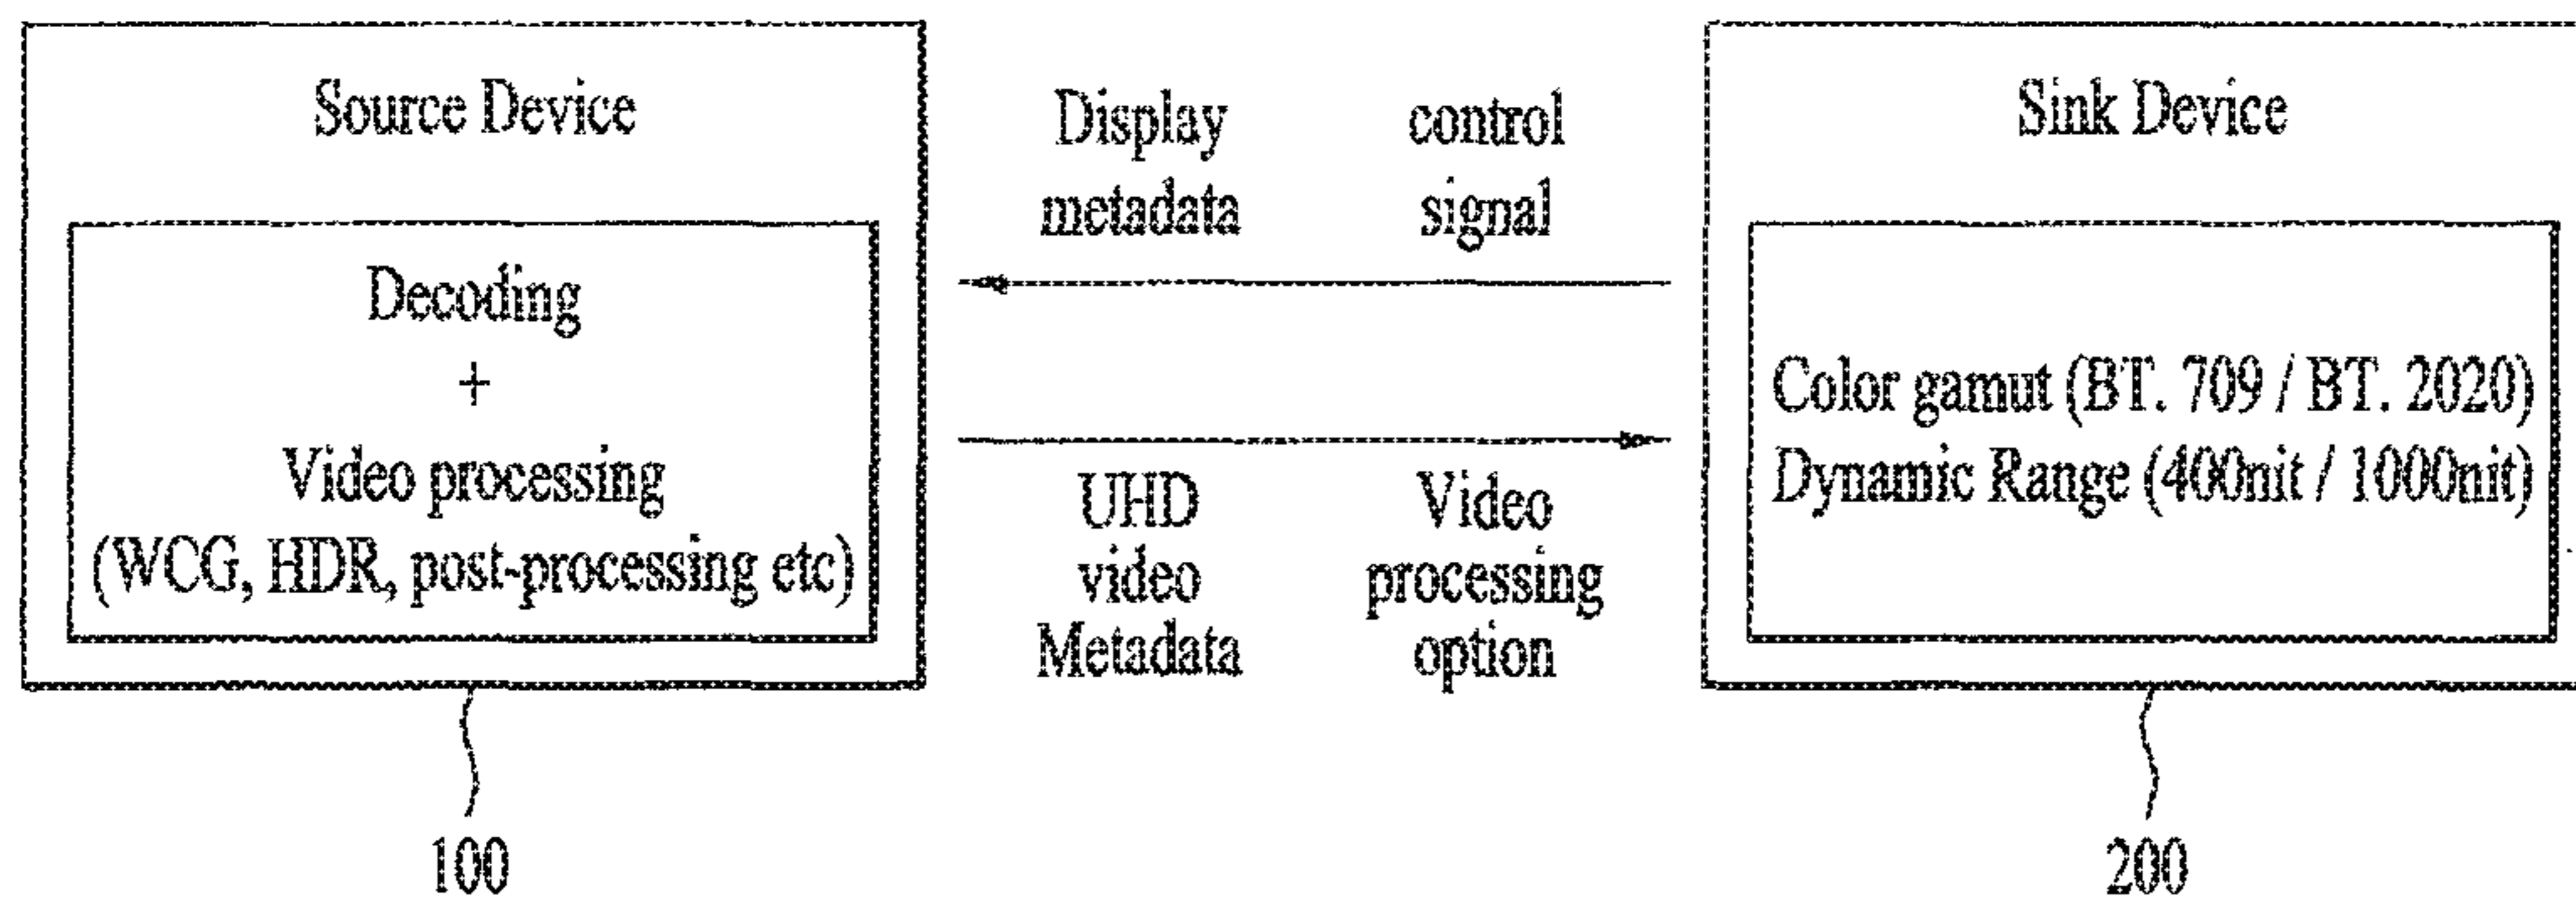 Source Device
Decoding
+
Video processing
(WCG, HDR, post-processing etc)
100
Display
metadata
control
signal
UHD
video
Metadata
Video
processing
option
Sink Device
Color gamut (BT. 709 / BT. 2020)
Dynamic Range (400nit / 1000nit)
200